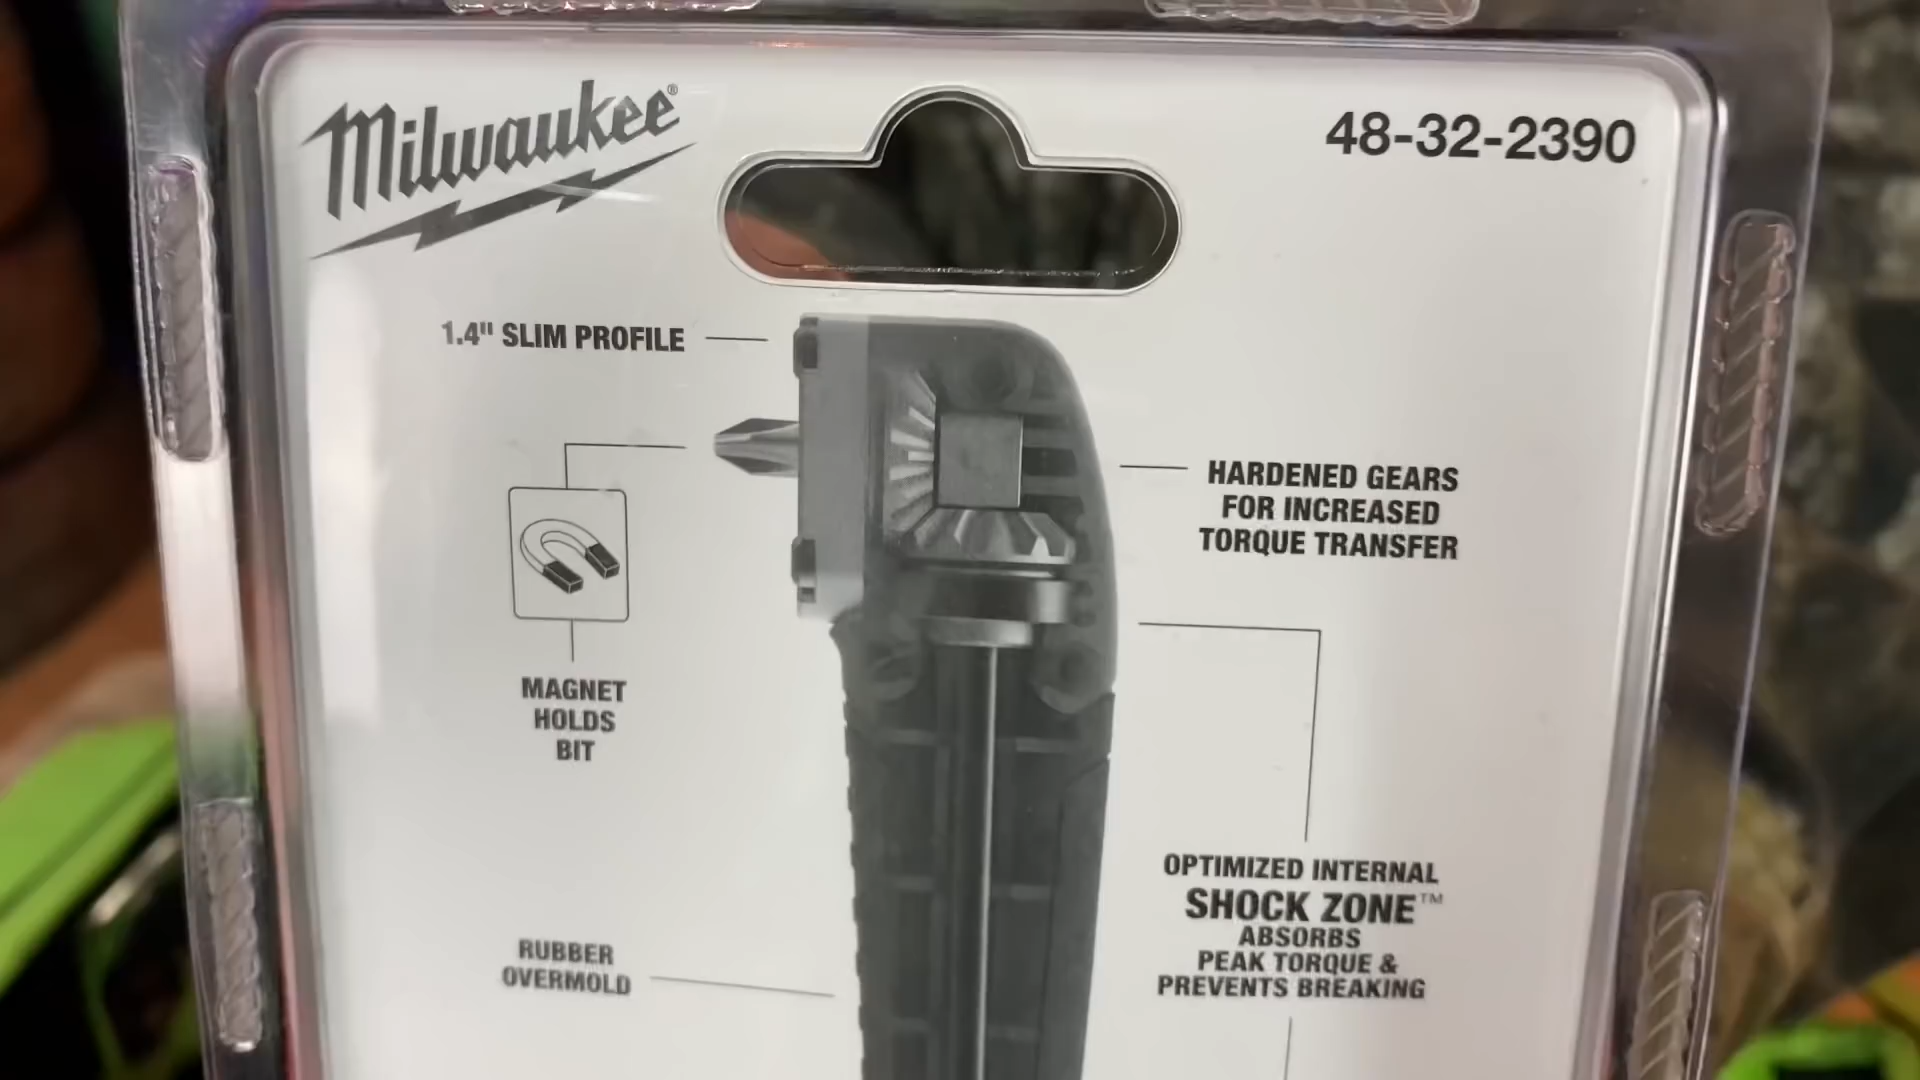 Milwaukee®
48-32-2390
1.4" SLIM PROFILE
HARDENED GEARS
FOR INCREASED
TORQUE TRANSFER
MAGNET
HOLDS
BIT
OPTIMIZED INTERNAL
SHOCK ZONE™
ABSORBS
PEAK TORQUE &
PREVENTS BREAKING
RUBBER
OVERMOLD